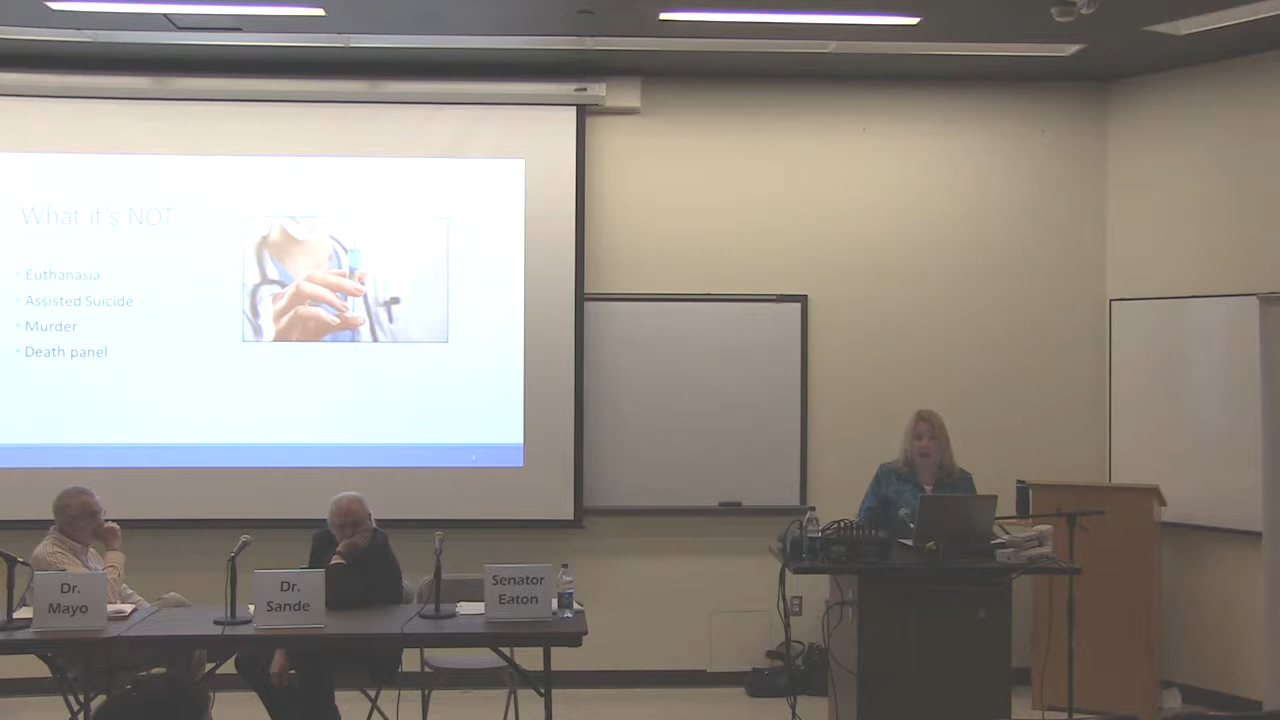 What it's NOT
Euthanasia
Assisted Suicide
Murder
Death panel
Dr.
Mayo
Dr.
Sande
Senator
Eaton